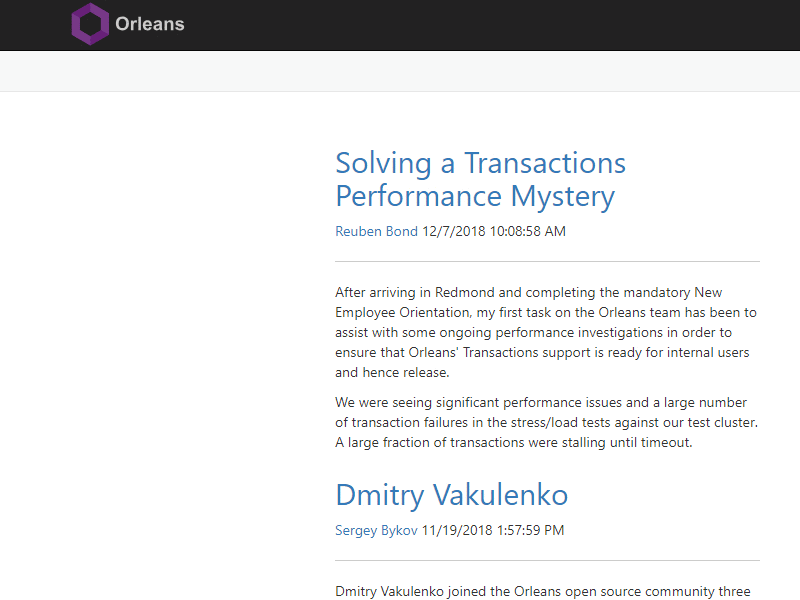 Orleans
Solving a Transactions
Performance Mystery
Reuben Bond 12/7/2018 10:08:58 AM
After arriving in Redmond and completing the mandatory New
Employee Orientation, my first task on the Orleans team has been to
assist with some ongoing performance investigations in order to
ensure that Orleans' Transactions support is ready for internal users
and hence release.
We were seeing significant performance issues and a large number
of transaction failures in the stress/load tests against our test cluster.
A large fraction of transactions were stalling until timeout.
Dmitry Vakulenko
Sergey Bykov 11/19/2018 1:57:59 PM
Dmitry Vakulenko joined the Orleans open source community three